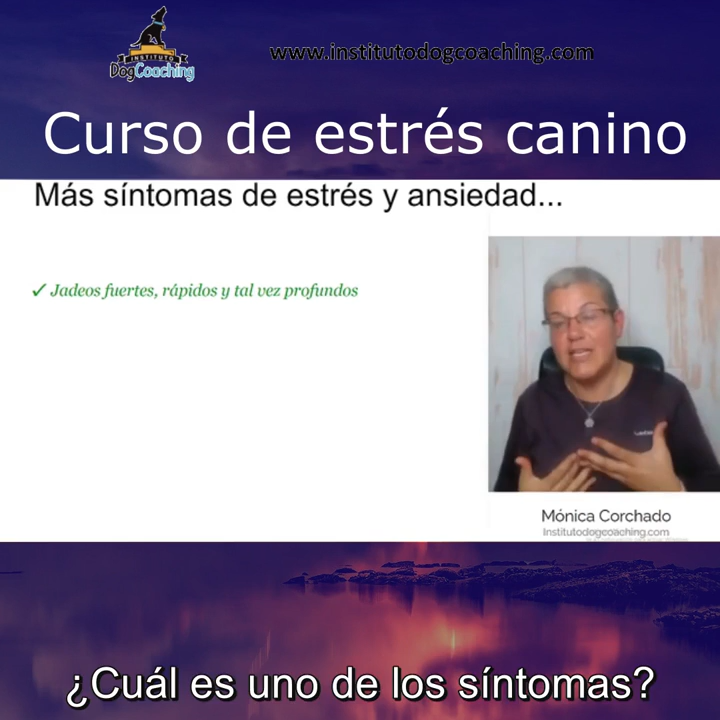 INSTITUTO
DogCoaching
www.institutodogcoaching.com
Curso de estrés canino
Más síntomas de estrés y ansiedad...
✓ Jadeos fuertes, rápidos y tal vez profundos
Mónica Corchado
Institutodogcoaching.com
¿Cuál es uno de los síntomas?